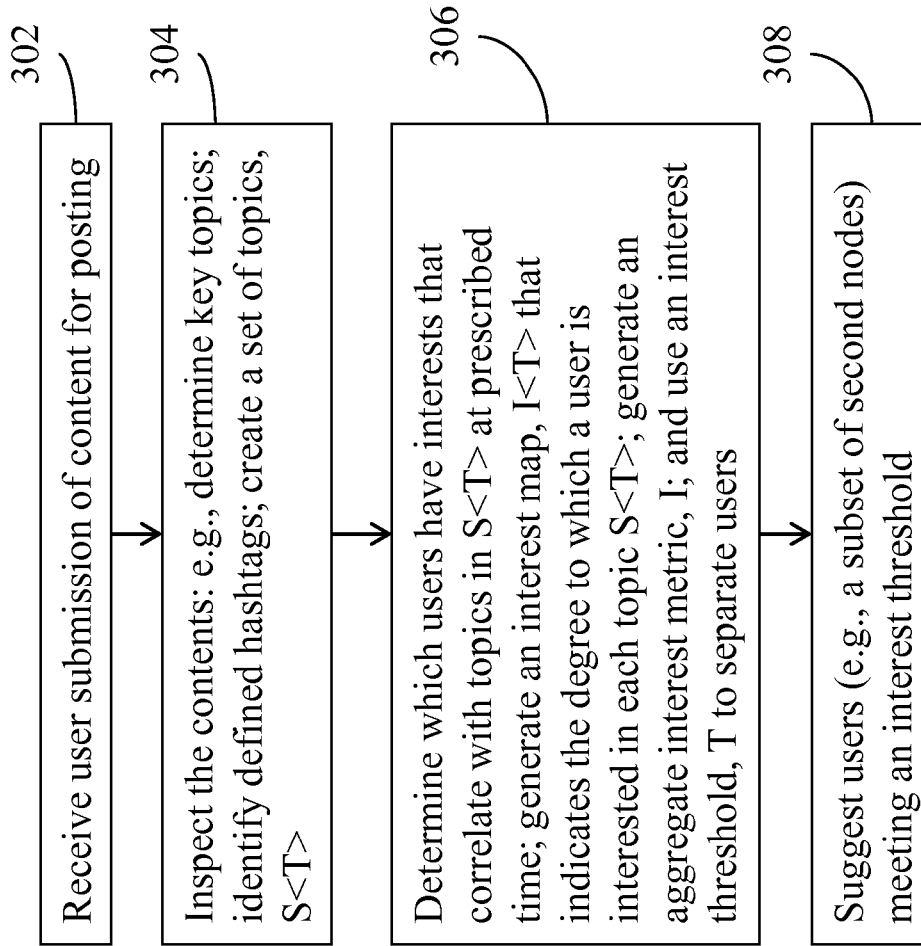 302
Receive user submission of content for posting
304
Inspect the contents: e.g., determine key topics;
identify defined hashtags; create a set of topics,
S<T>
306
Determine which users have interests that
correlate with topics in S<T> at prescribed
time; generate an interest map, I<T> that
indicates the degree to which a user is
interested in each topic S<T>; generate an
aggregate interest metric, I; and use an interest
threshold, T to separate users
308
Suggest users (e.g., a subset of second nodes)
meeting an interest threshold